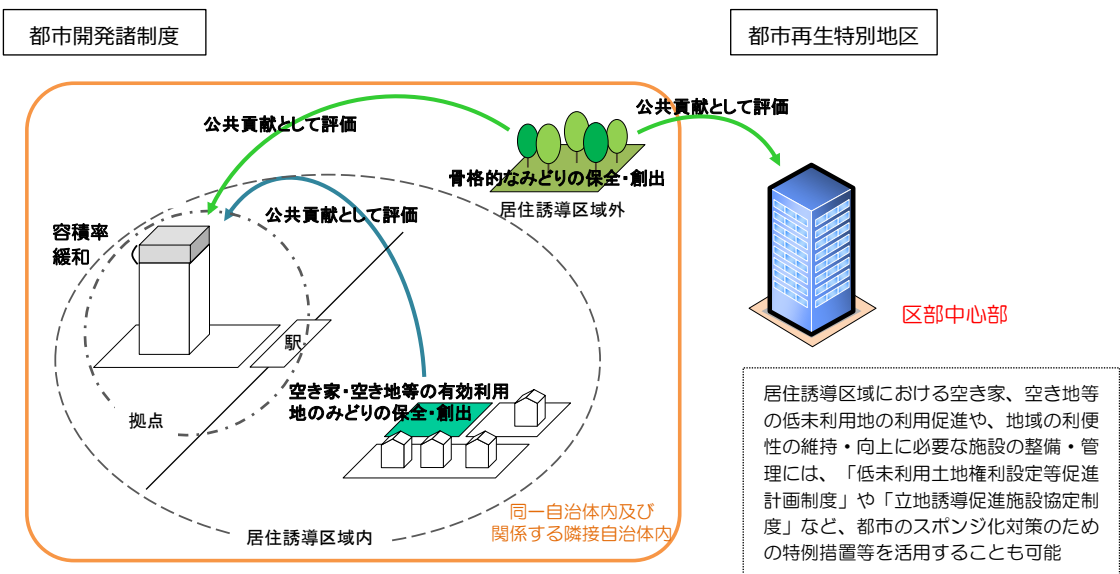 都市開発諸制度
都市再生特別地区
公共貢献として評価
公共貢献として評価
骨格的なみどりの保全・創出
居住誘導区域外
公共貢献として評価
容積率
緩和
駅
拠点
空き家・空き地等の有効利用
地のみどりの保全・創出
同一自治体内及び
関係する隣接自治体内
居住誘導区域内
区部中心部
居住誘導区域における空き家、空き地等
の低未利用地の利用促進や、地域の利便
性の維持・向上に必要な施設の整備・管
理には、「低未利用土地権利設定等促進
計画制度」や「立地誘導促進施設協定制
度」など、都市のスポンジ化対策のため
の特例措置等を活用することも可能